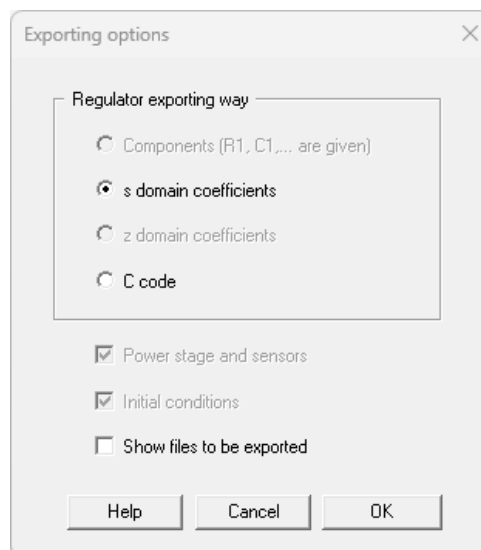 Exporting options
Regulator exporting way
Components (R1, C1,... are given)
s domain coefficients
z domain coefficients
C code
Power stage and sensors
Initial conditions
Show files to be exported
Help Cancel OK